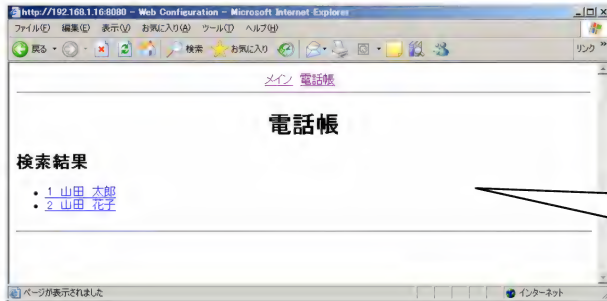 http://192.168.1.16:8080 - Web Configuration - Microsoft Internet Explorer
ファイル(F) 編集(E) 表示(V) お気に入り(A) ツール(T) ヘルプ(H)
戻る 検索 お気に入り リンク »
メイン 電話帳
電話帳
検索結果
• 1 山田 太郎
• 2 山田 花子
ページが表示されました インターネット